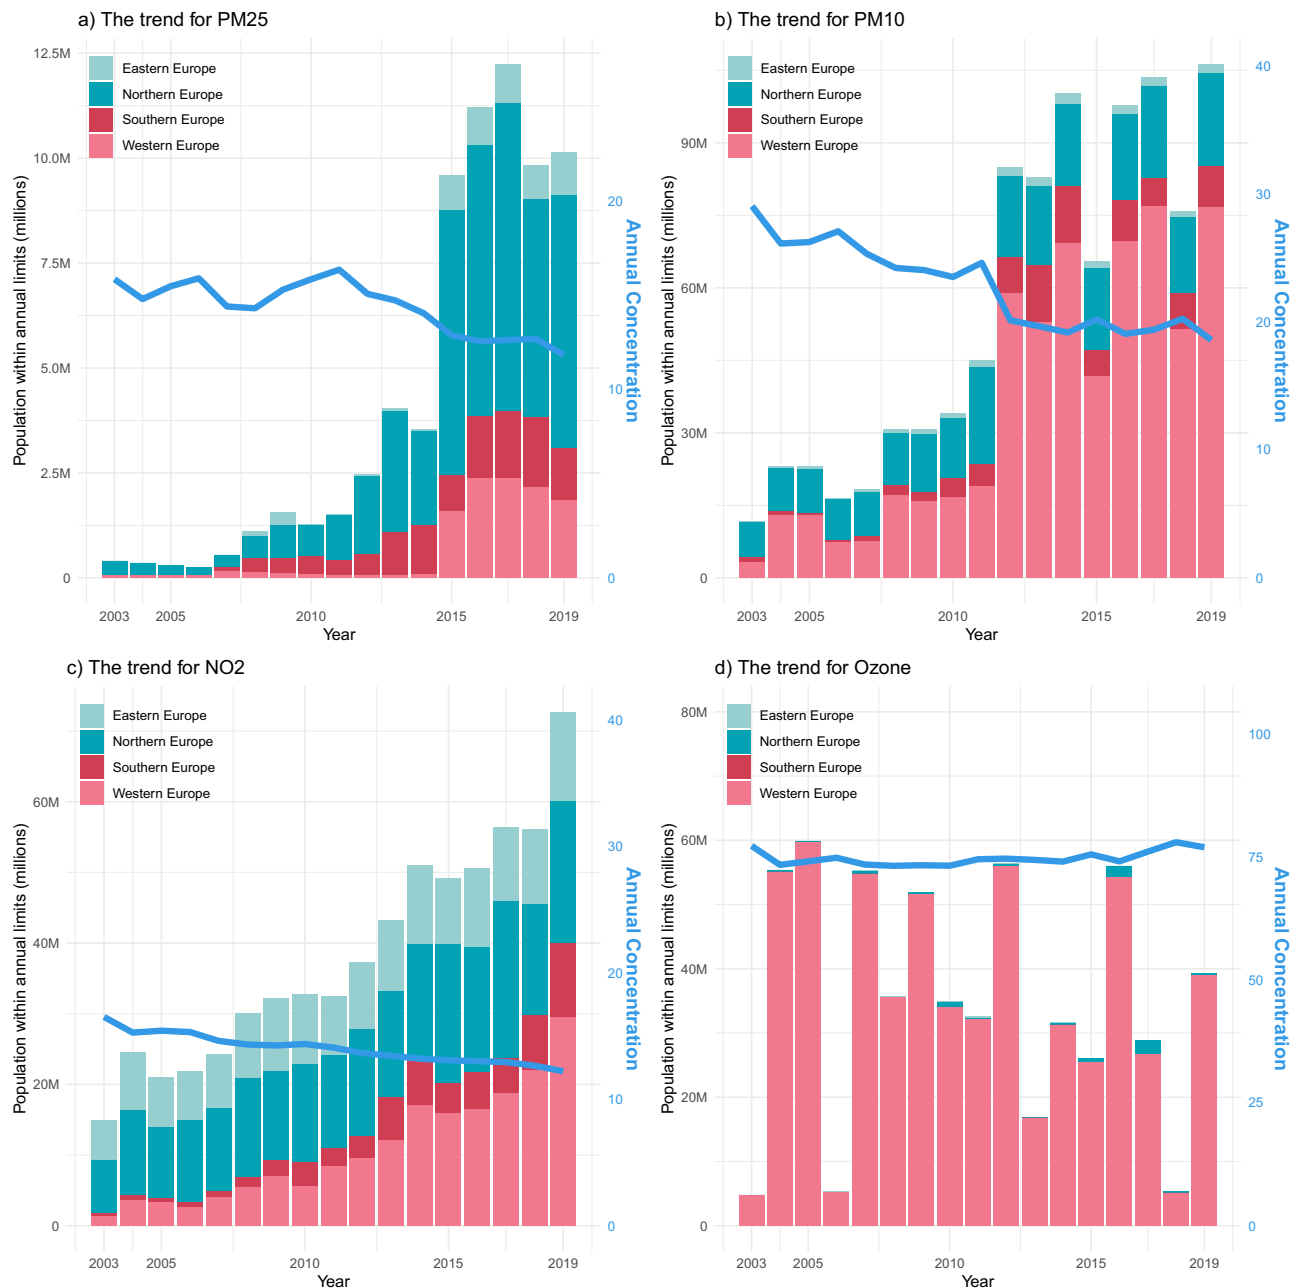 a) The trend for PM25
12.5M
10.0M
7.5M
5.0M
2.5M
0
Population within annual limits (millions)
Eastern Europe
Northern Europe
Southern Europe
Western Europe
20
10
0
Annual Concentration
2003
2005
2010
2015
2019
Year
b) The trend for PM10
90M
60M
30M
0
Population within annual limits (millions)
Eastern Europe
Northern Europe
Southern Europe
Western Europe
40
30
20
10
0
Annual Concentration
2003
2005
2010
2015
2019
Year
c) The trend for NO2
60M
40M
20M
0
Population within annual limits (millions)
Eastern Europe
Northern Europe
Southern Europe
Western Europe
40
30
20
10
0
Annual Concentration
2003
2005
2010
2015
2019
Year
d) The trend for Ozone
80M
60M
40M
20M
0
Population within annual limits (millions)
Eastern Europe
Northern Europe
Southern Europe
Western Europe
100
75
50
25
0
Annual Concentration
2003
2005
2010
2015
2019
Year